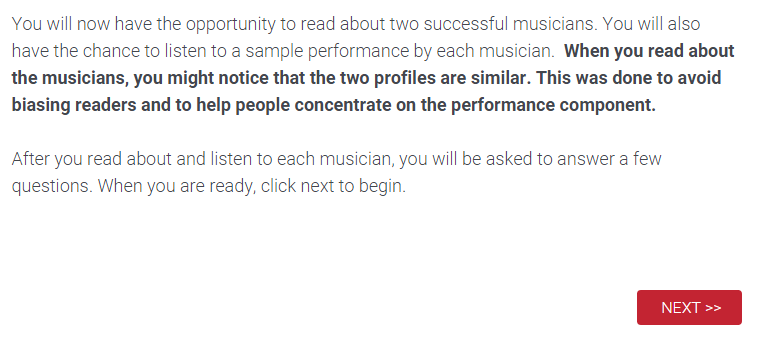 You will now have the opportunity to read about two successful musicians. You will also
have the chance to listen to a sample performance by each musician.  When you read about
the musicians, you might notice that the two profiles are similar. This was done to avoid
biasing readers and to help people concentrate on the performance component.
After you read about and listen to each musician, you will be asked to answer a few
questions. When you are ready, click next to begin.
NEXT >>